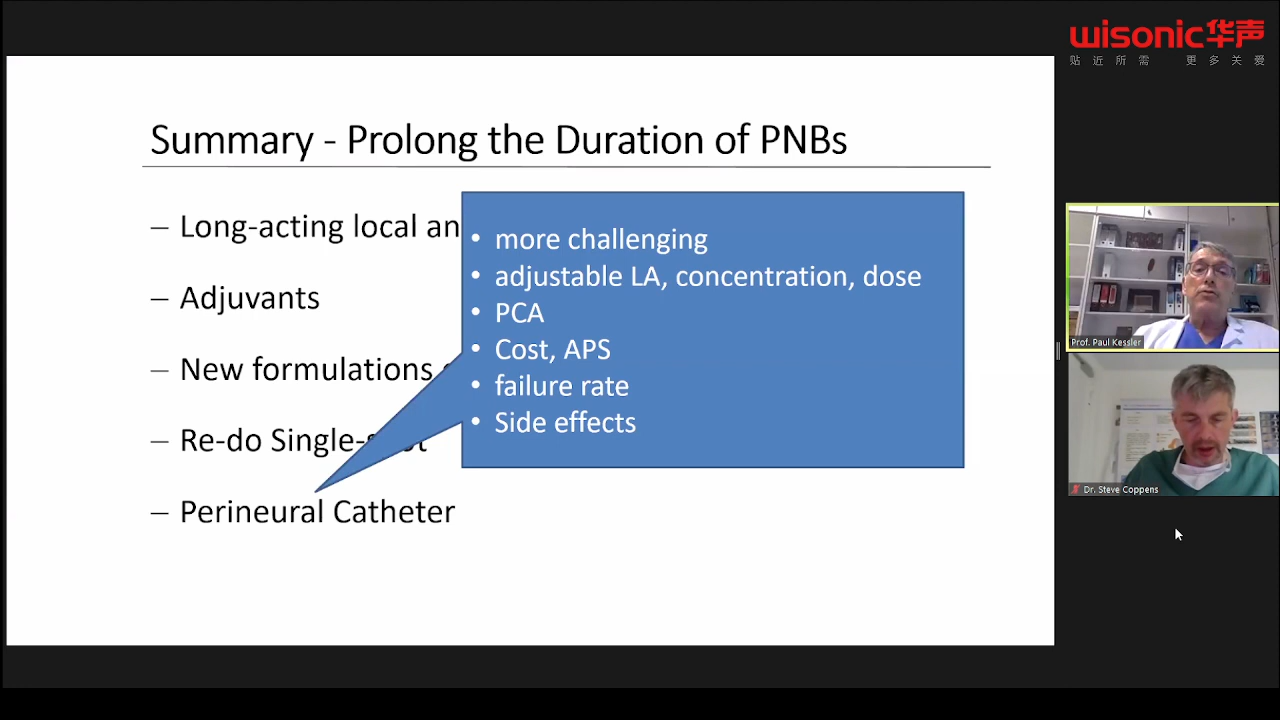 wisonic华声
贴近所需 更多关爱
Summary - Prolong the Duration of PNBs
– Long-acting local an
– Adjuvants
– New formulations
– Re-do Single-
– Perineural Catheter
• more challenging
• adjustable LA, concentration, dose
• PCA
• Cost, APS
• failure rate
• Side effects
Prof. Paul Kessler
Dr. Steve Coppens